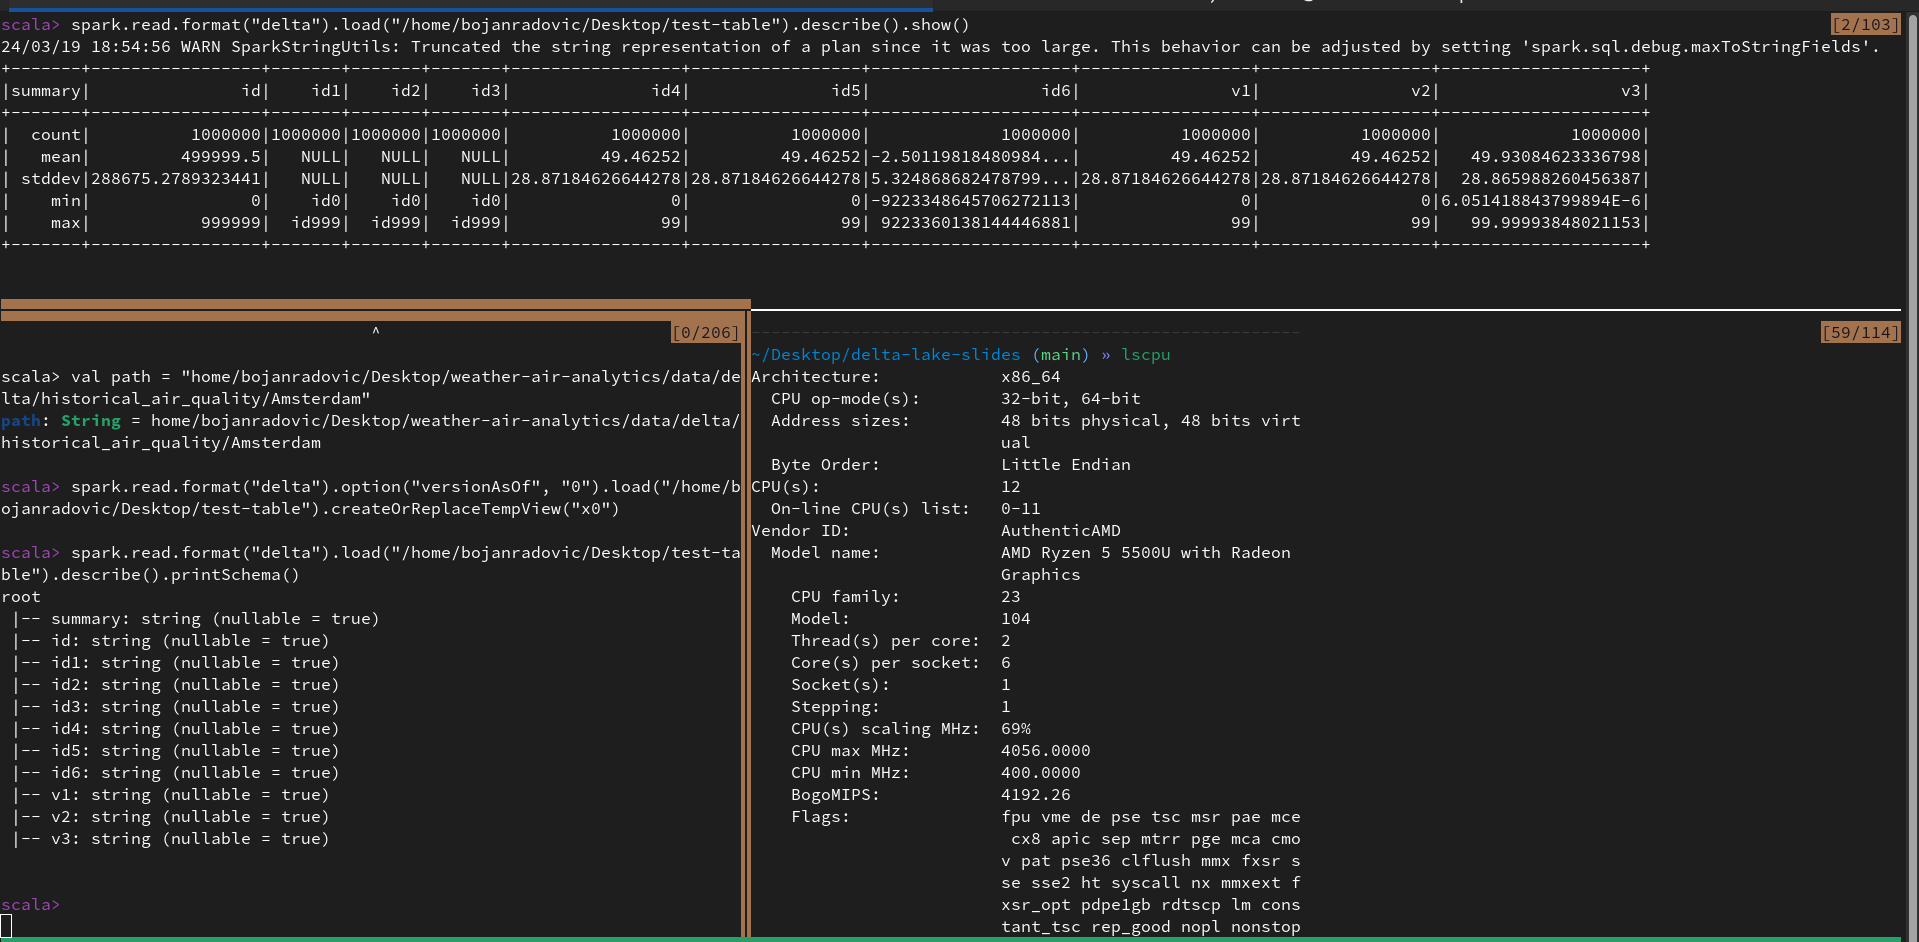 scala> spark.read.format("delta").load("/home/bojanradovic/Desktop/test-table").describe().show()
[2/103]
24/03/19 18:54:56 WARN SparkStringUtils: Truncated the string representation of a plan since it was too large. This behavior can be adjusted by setting 'spark.sql.debug.maxToStringFields'.
+-------+-----------------+-------+-------+-------+-----------------+-----------------+--------------------+-----------------+-----------------+--------------------+
|summary|               id|    id1|    id2|    id3|              id4|              id5|                 id6|               v1|               v2|                  v3|
+-------+-----------------+-------+-------+-------+-----------------+-----------------+--------------------+-----------------+-----------------+--------------------+
|  count|          1000000|1000000|1000000|1000000|          1000000|          1000000|             1000000|          1000000|          1000000|             1000000|
|   mean|         499999.5|   NULL|   NULL|   NULL|         49.46252|         49.46252|-2.50119818480984...|         49.46252|         49.46252|   49.93084623336798|
| stddev|288675.2789323441|   NULL|   NULL|   NULL|28.87184626644278|28.87184626644278|5.324868682478799...|28.87184626644278|28.87184626644278|  28.865988260456387|
|    min|                0|    id0|    id0|    id0|                0|                0|-9223348645706272113|                0|                0|6.051418843799894E-6|
|    max|           999999|  id999|  id999|  id999|               99|               99| 9223360138144446881|               99|               99|   99.99993848021153|
+-------+-----------------+-------+-------+-------+-----------------+-----------------+--------------------+-----------------+-----------------+--------------------+
^
[0/206]
scala> val path = "home/bojanradovic/Desktop/weather-air-analytics/data/de
lta/historical_air_quality/Amsterdam"
path: String = home/bojanradovic/Desktop/weather-air-analytics/data/delta/
historical_air_quality/Amsterdam
scala> spark.read.format("delta").option("versionAsOf", "0").load("/home/b
ojanradovic/Desktop/test-table").createOrReplaceTempView("x0")
scala> spark.read.format("delta").load("/home/bojanradovic/Desktop/test-ta
ble").describe().printSchema()
root
 |-- summary: string (nullable = true)
 |-- id: string (nullable = true)
 |-- id1: string (nullable = true)
 |-- id2: string (nullable = true)
 |-- id3: string (nullable = true)
 |-- id4: string (nullable = true)
 |-- id5: string (nullable = true)
 |-- id6: string (nullable = true)
 |-- v1: string (nullable = true)
 |-- v2: string (nullable = true)
 |-- v3: string (nullable = true)
scala>
[59/114]
~/Desktop/delta-lake-slides (main) » lscpu
Architecture:            x86_64
  CPU op-mode(s):        32-bit, 64-bit
  Address sizes:         48 bits physical, 48 bits virt
                         ual
  Byte Order:            Little Endian
CPU(s):                  12
  On-line CPU(s) list:   0-11
Vendor ID:               AuthenticAMD
  Model name:            AMD Ryzen 5 5500U with Radeon
                         Graphics
    CPU family:          23
    Model:               104
    Thread(s) per core:  2
    Core(s) per socket:  6
    Socket(s):           1
    Stepping:            1
    CPU(s) scaling MHz:  69%
    CPU max MHz:         4056.0000
    CPU min MHz:         400.0000
    BogoMIPS:            4192.26
    Flags:               fpu vme de pse tsc msr pae mce
                          cx8 apic sep mtrr pge mca cmo
                         v pat pse36 clflush mmx fxsr s
                         se sse2 ht syscall nx mmxext f
                         xsr_opt pdpe1gb rdtscp lm cons
                         tant_tsc rep_good nopl nonstop